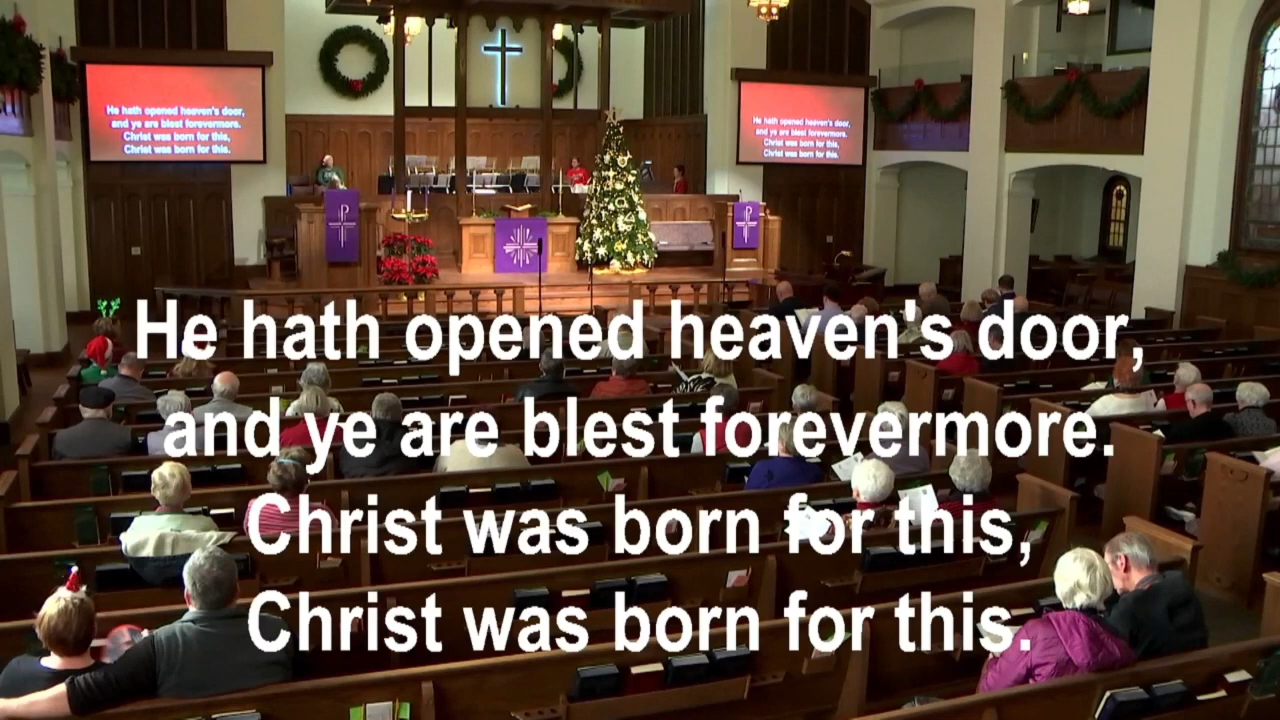 He hath opened heaven's door,
and ye are blest forevermore.
Christ was born for this,
Christ was born for this.
He hath opened heaven's door,
and ye are blest forevermore.
Christ was born for this,
Christ was born for this.
He hath opened heaven's door,
and ye are blest forevermore.
Christ was born for this,
Christ was born for this.